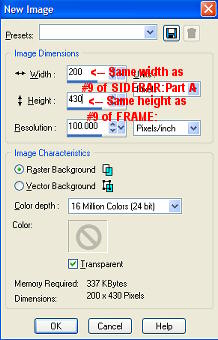 New Image
Presets:
Image Dimensions
Width : 200 <-- Same width as
#9 of SIDEBAR:Part A
Height : 430 <-- Same height as
#9 of FRAME:
Resolution : 100.000 Pixels/inch
Image Characteristics
Raster Background
Vector Background
Color depth : 16 Million Colors (24 bit)
Color:
Transparent
Memory Required: 337 KBytes
Dimensions: 200 x 430 Pixels
OK Cancel Help